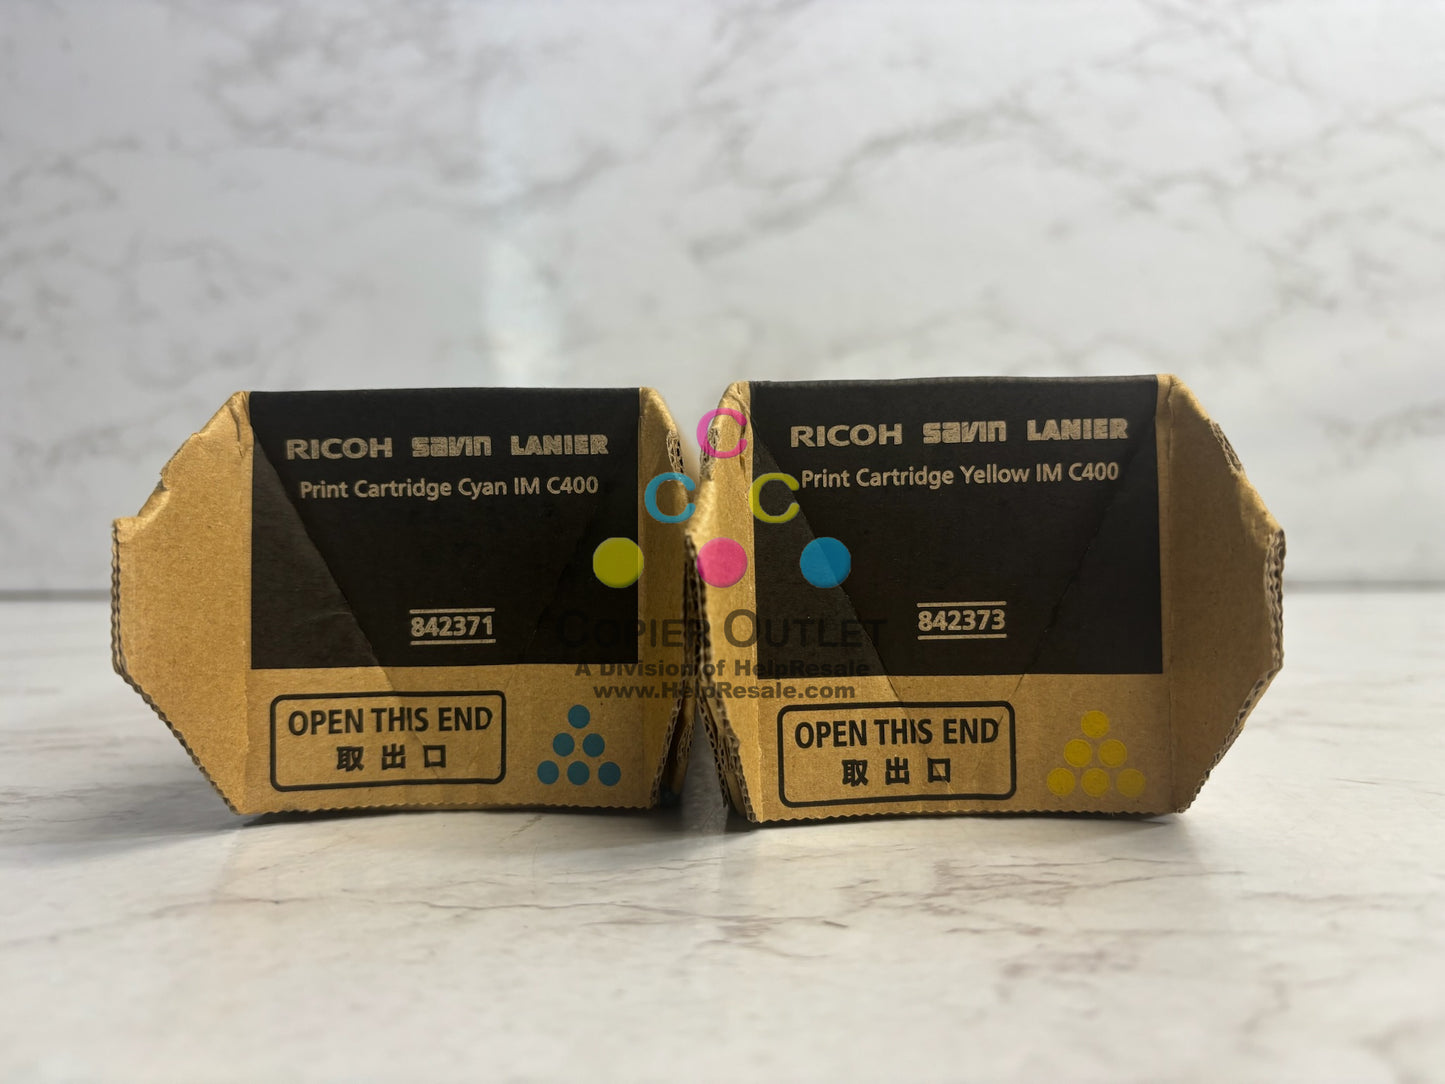 RICOH savin LANIER
Print Cartridge Cyan IM C400
842371
OPEN THIS END
取出口
RICOH savin LANIER
Print Cartridge Yellow IM C400
842373
OPEN THIS END
取出口
C
C C
COPIER OUTLET
A Division of HelpResale
www.HelpResale.com